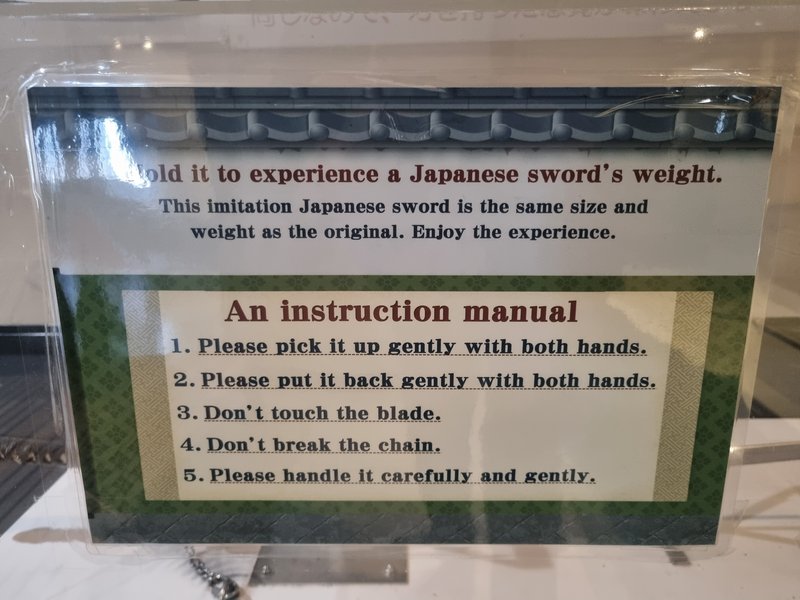 Hold it to experience a Japanese sword's weight.
This imitation Japanese sword is the same size and
weight as the original. Enjoy the experience.
An instruction manual
1. Please pick it up gently with both hands.
2. Please put it back gently with both hands.
3. Don't touch the blade.
4. Don't break the chain.
5. Please handle it carefully and gently.